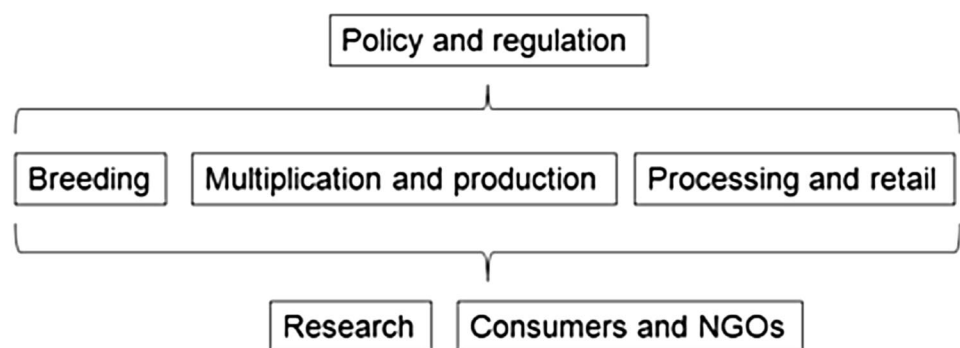 Policy and regulation
Breeding
Multiplication and production
Processing and retail
Research
Consumers and NGOs